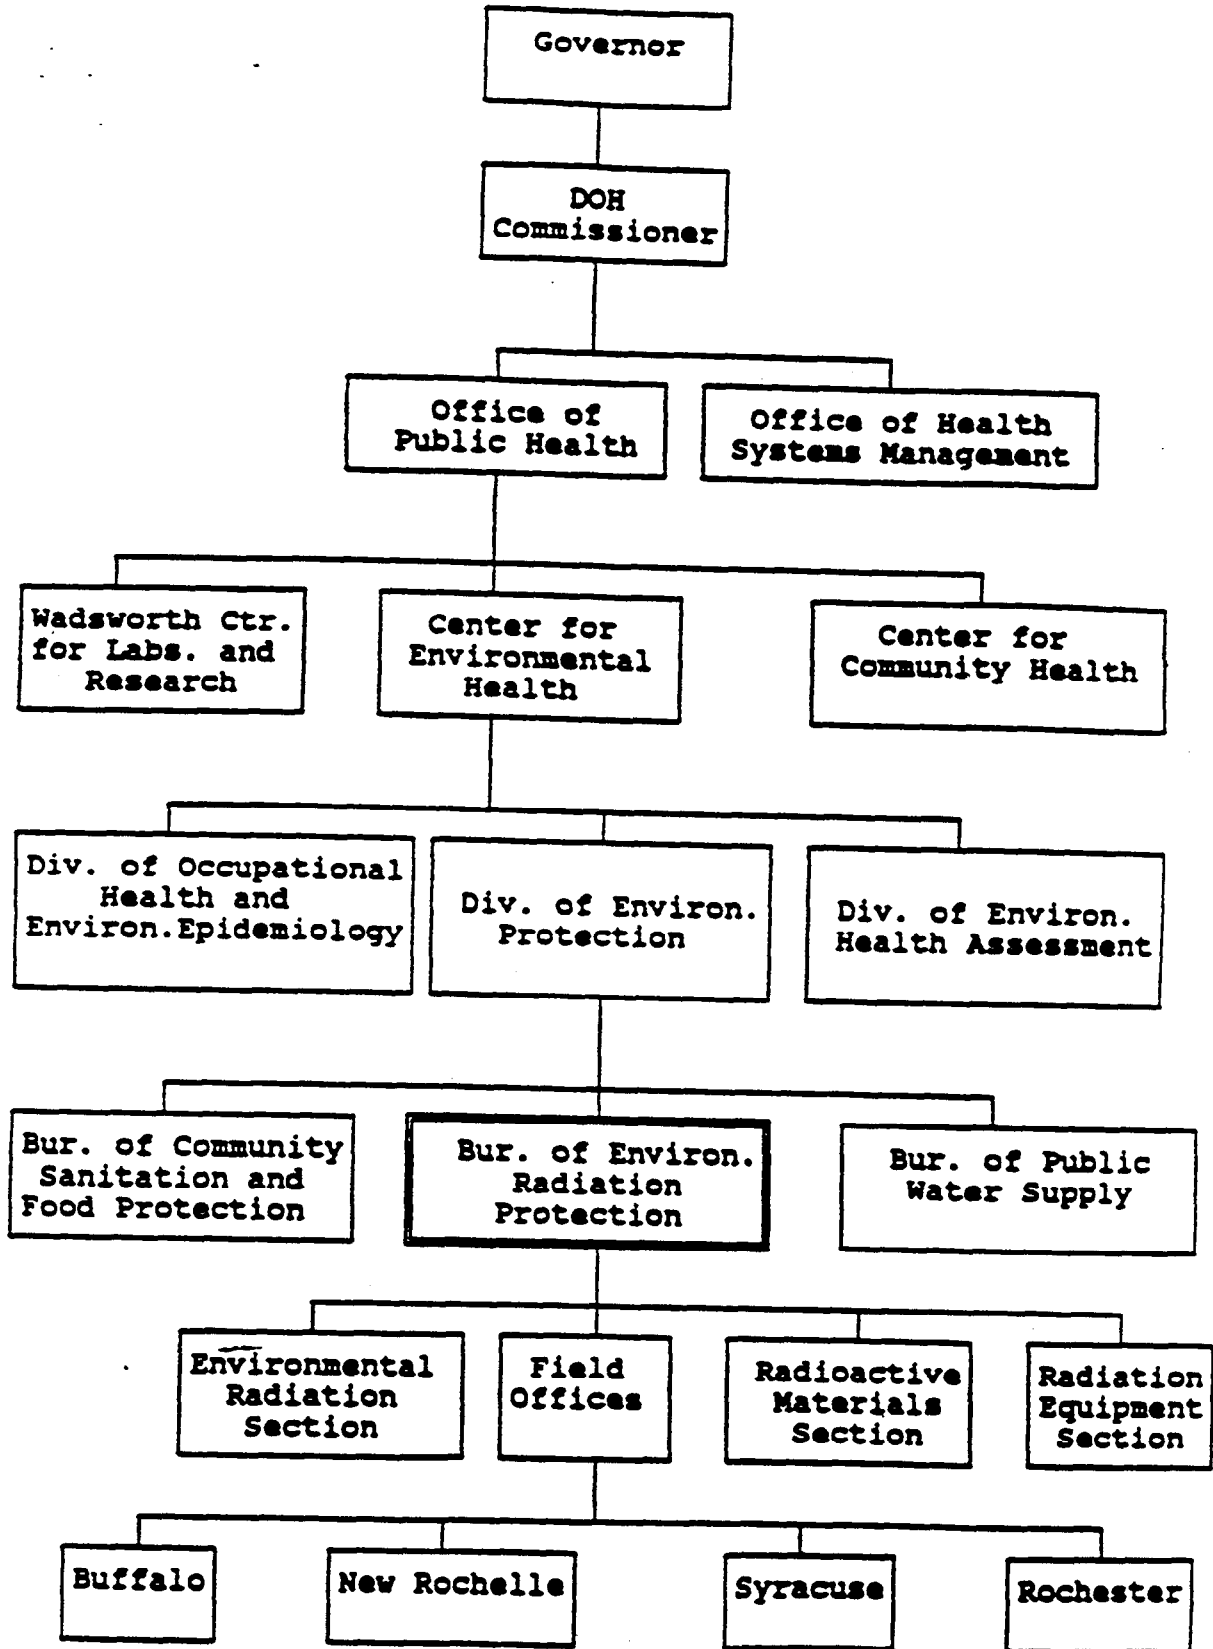 Governor
DOH
Commissioner
Office of
Public Health
Office of Health
Systems Management
Wadsworth Ctr.
for Labs. and
Research
Center for
Environmental
Health
Center for
Community Health
Div. of Occupational
Health and
Environ.Epidemiology
Div. of Environ.
Protection
Div. of Environ.
Health Assessment
Bur. of Community
Sanitation and
Food Protection
Bur. of Environ.
Radiation
Protection
Bur. of Public
Water Supply
Environmental
Radiation
Section
Field
Offices
Radioactive
Materials
Section
Radiation
Equipment
Section
Buffalo
New Rochelle
Syracuse
Rochester